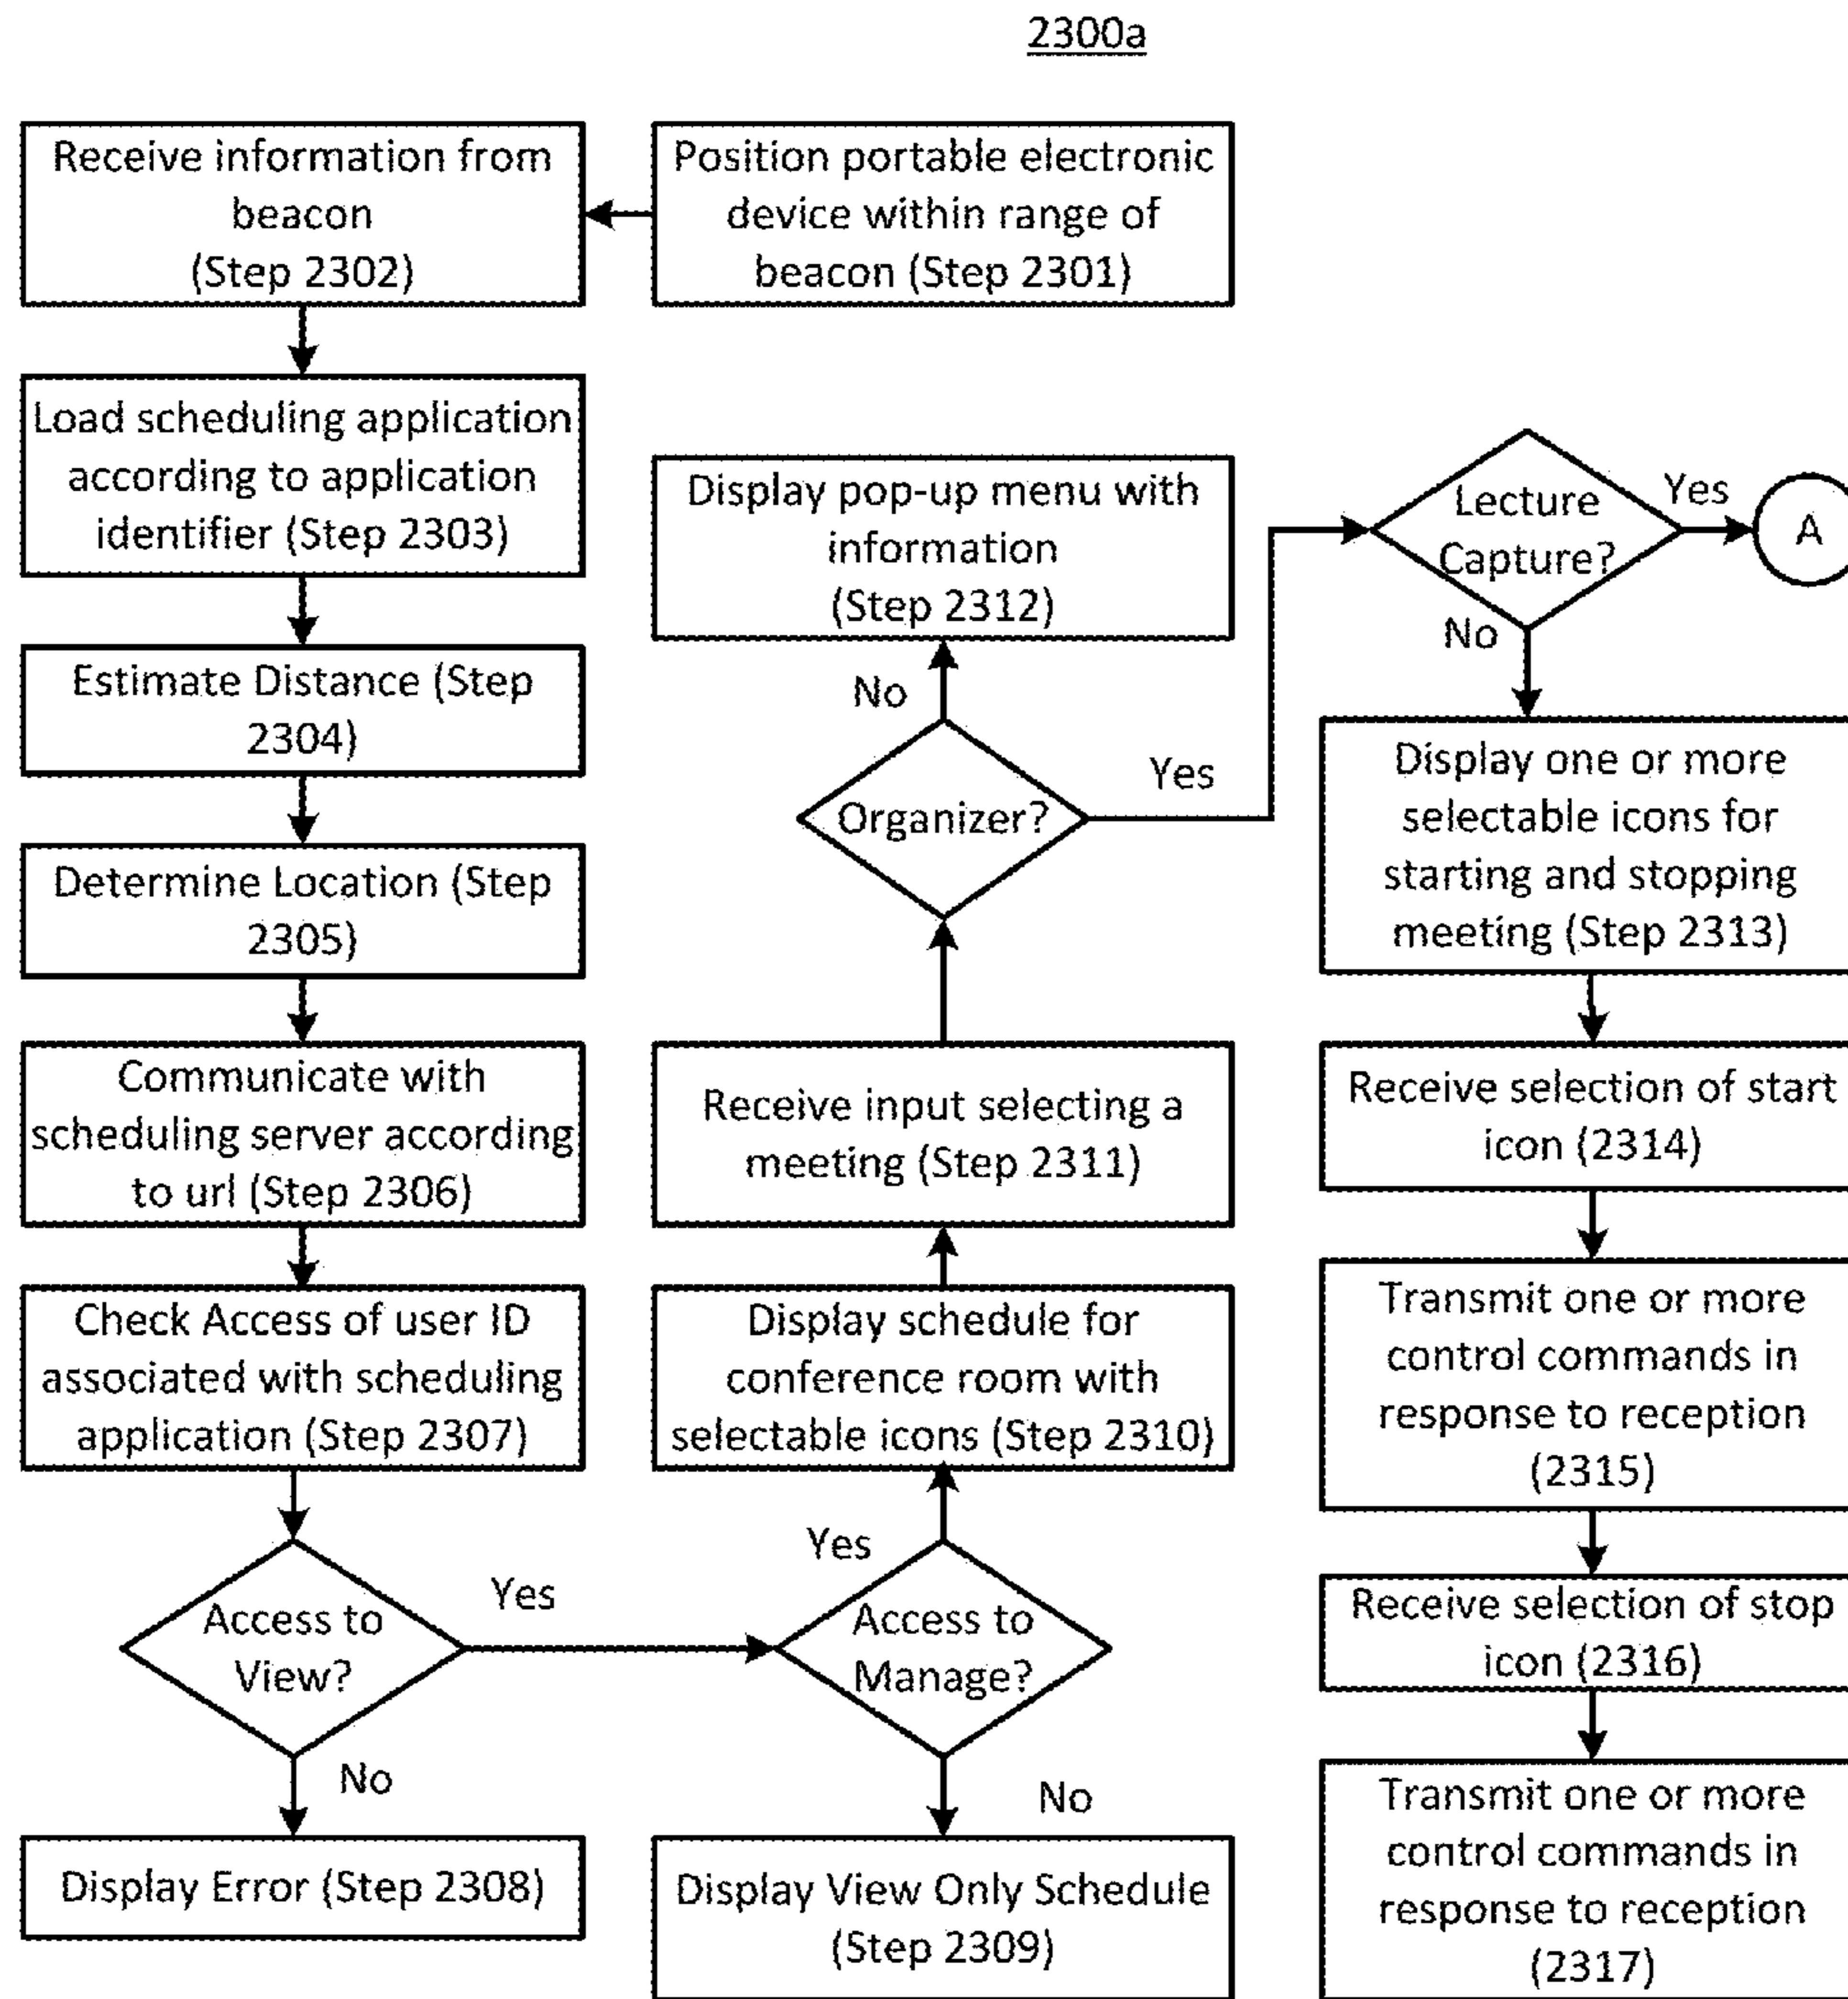 2300a
Position portable electronic
device within range of
beacon (Step 2301)
Receive information from
beacon
(Step 2302)
Load scheduling application
according to application
identifier (Step 2303)
Estimate Distance (Step
2304)
Determine Location (Step
2305)
Communicate with
scheduling server according
to url (Step 2306)
Check Access of user ID
associated with scheduling
application (Step 2307)
Access to
View?
No
Display Error (Step 2308)
Yes
Access to
Manage?
No
Display View Only Schedule
(Step 2309)
Yes
Display schedule for
conference room with
selectable icons (Step 2310)
Receive input selecting a
meeting (Step 2311)
Organizer?
No
Display pop-up menu with
information
(Step 2312)
Yes
Lecture
Capture?
Yes
A
No
Display one or more
selectable icons for
starting and stopping
meeting (Step 2313)
Receive selection of start
icon (2314)
Transmit one or more
control commands in
response to reception
(2315)
Receive selection of stop
icon (2316)
Transmit one or more
control commands in
response to reception
(2317)